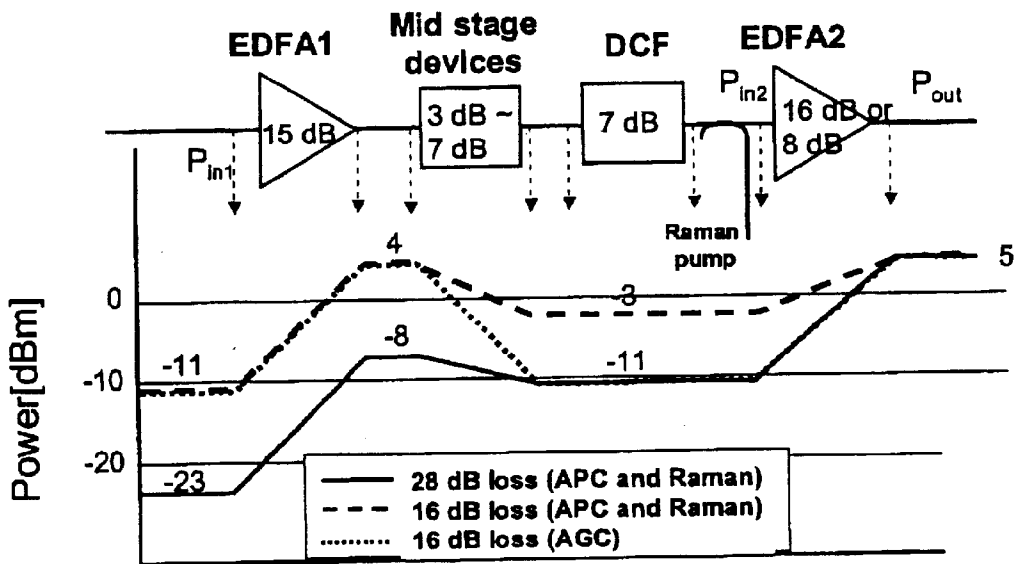 EDFA1
Mid stage
devices
DCF
EDFA2
15 dB
3 dB ~
7 dB
7 dB
P_in2
16 dB or
8 dB
P_out
P_in1
Raman
pump
4
5
0
-3
-8
-11
-11
-10
-20
-23
Power[dBm]
28 dB loss (APC and Raman)
16 dB loss (APC and Raman)
16 dB loss (AGC)